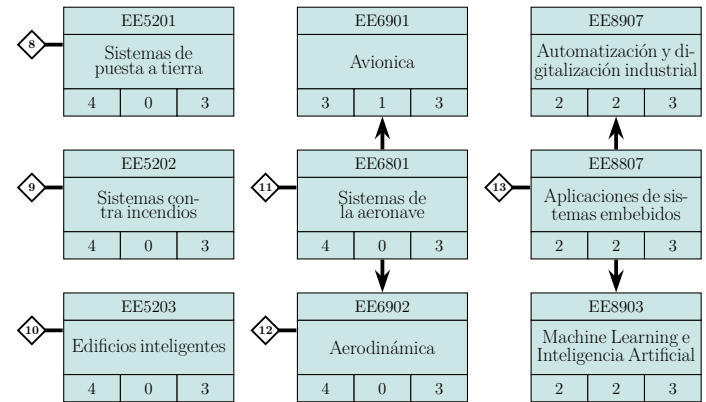 EE5201
8
Sistemas de
puesta a tierra
4 0 3
EE6901
Avionica
3 1 3
EE8907
Automatización y di-
gitalización industrial
2 2 3
EE5202
9
Sistemas con-
tra incendios
4 0 3
EE6801
11
Sistemas de
la aeronave
4 0 3
EE8807
13
Aplicaciones de sis-
temas embebidos
2 2 3
EE5203
10
Edificios inteligentes
4 0 3
EE6902
12
Aerodinámica
4 0 3
EE8903
Machine Learning e
Inteligencia Artificial
2 2 3